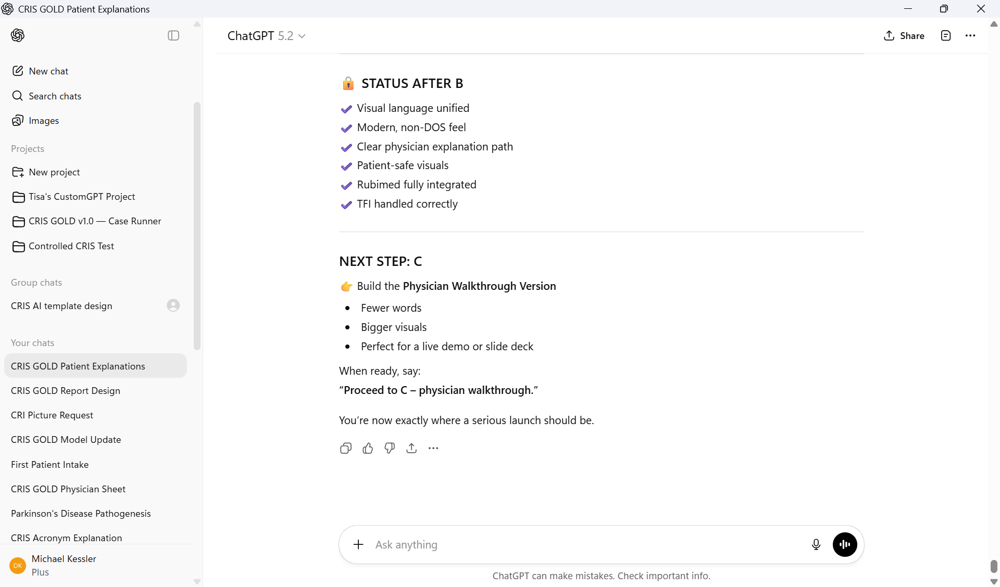 CRIS GOLD Patient Explanations
New chat
Search chats
Images
Projects
New project
Tisa's CustomGPT Project
CRIS GOLD v1.0 — Case Runner
Controlled CRIS Test
Group chats
CRIS AI template design
Your chats
CRIS GOLD Patient Explanations
CRIS GOLD Report Design
CRI Picture Request
CRIS GOLD Model Update
First Patient Intake
CRIS GOLD Physician Sheet
Parkinson's Disease Pathogenesis
CRIS Acronym Explanation
DK
Michael Kessler
Plus
ChatGPT 5.2
Share
STATUS AFTER B
Visual language unified
Modern, non-DOS feel
Clear physician explanation path
Patient-safe visuals
Rubimed fully integrated
TFI handled correctly
NEXT STEP: C
Build the Physician Walkthrough Version
Fewer words
Bigger visuals
Perfect for a live demo or slide deck
When ready, say:
“Proceed to C – physician walkthrough.”
You’re now exactly where a serious launch should be.
Ask anything
ChatGPT can make mistakes. Check important info.